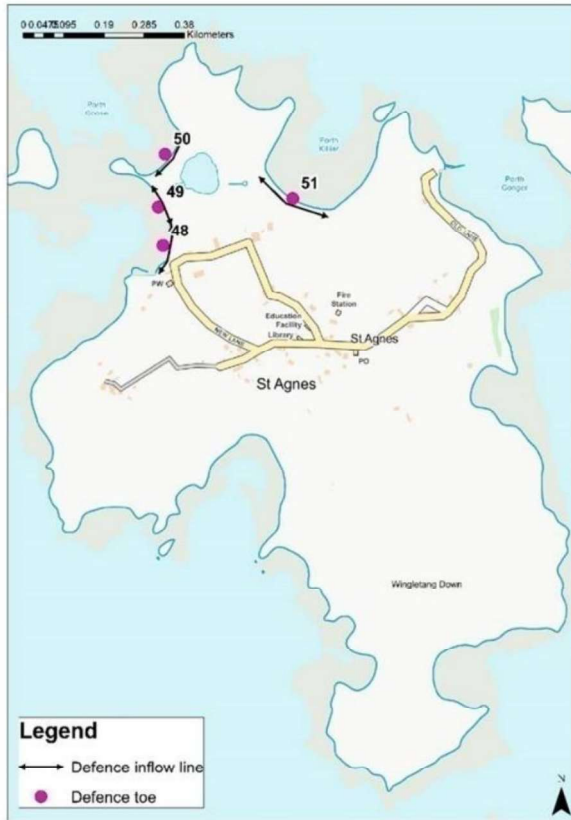 0 0.0475 0.095 0.19 0.285 0.38
Kilometers
Porth
50
Porth
Killier
51
49
48
Porth
Conger
PW
NEW LANE
Fire
Station
Education
Facility
Library
St Agnes
PO
St Agnes
Wingletang Down
Legend
Defence inflow line
Defence toe
N